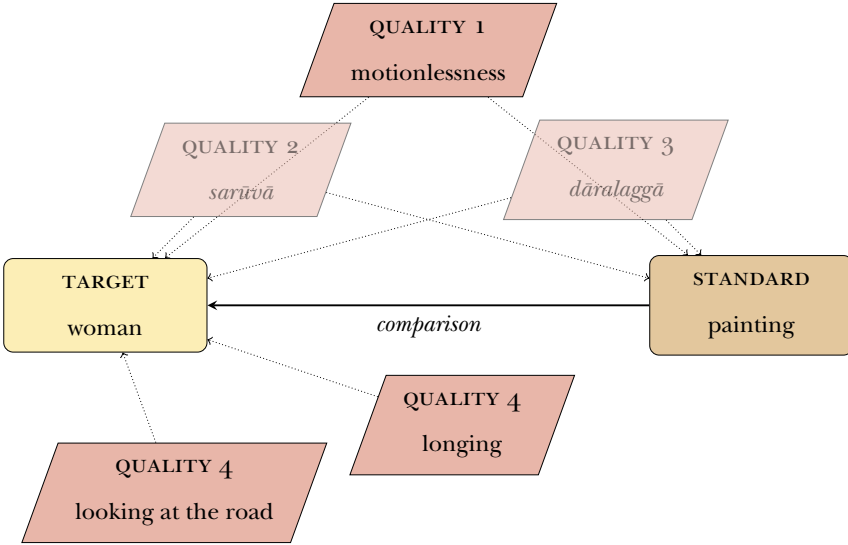 QUALITY 1
motionlessness
QUALITY 2
sarūvā
QUALITY 3
dāralaggā
TARGET
woman
STANDARD
painting
comparison
QUALITY 4
longing
QUALITY 4
looking at the road